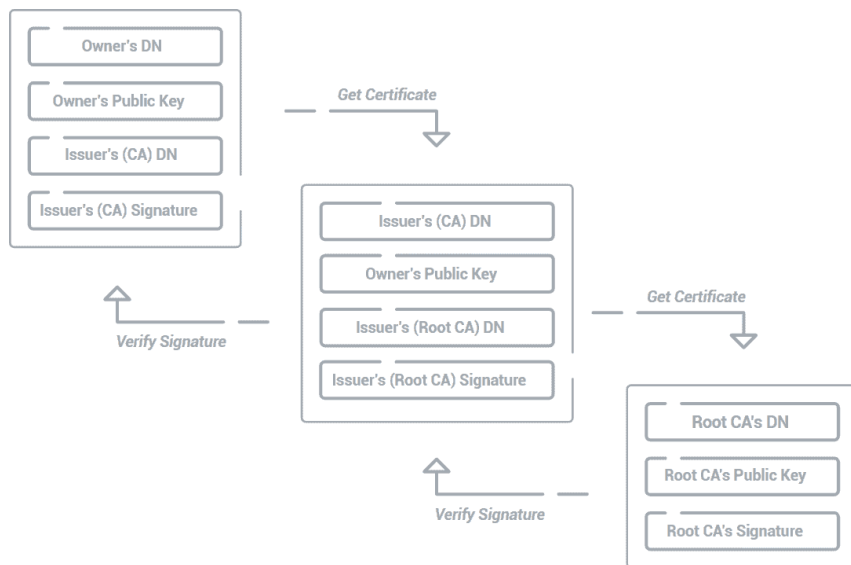 Owner's DN
Owner's Public Key
Issuer's (CA) DN
Issuer's (CA) Signature
Get Certificate
Verify Signature
Issuer's (CA) DN
Owner's Public Key
Issuer's (Root CA) DN
Issuer's (Root CA) Signature
Get Certificate
Verify Signature
Root CA's DN
Root CA's Public Key
Root CA's Signature